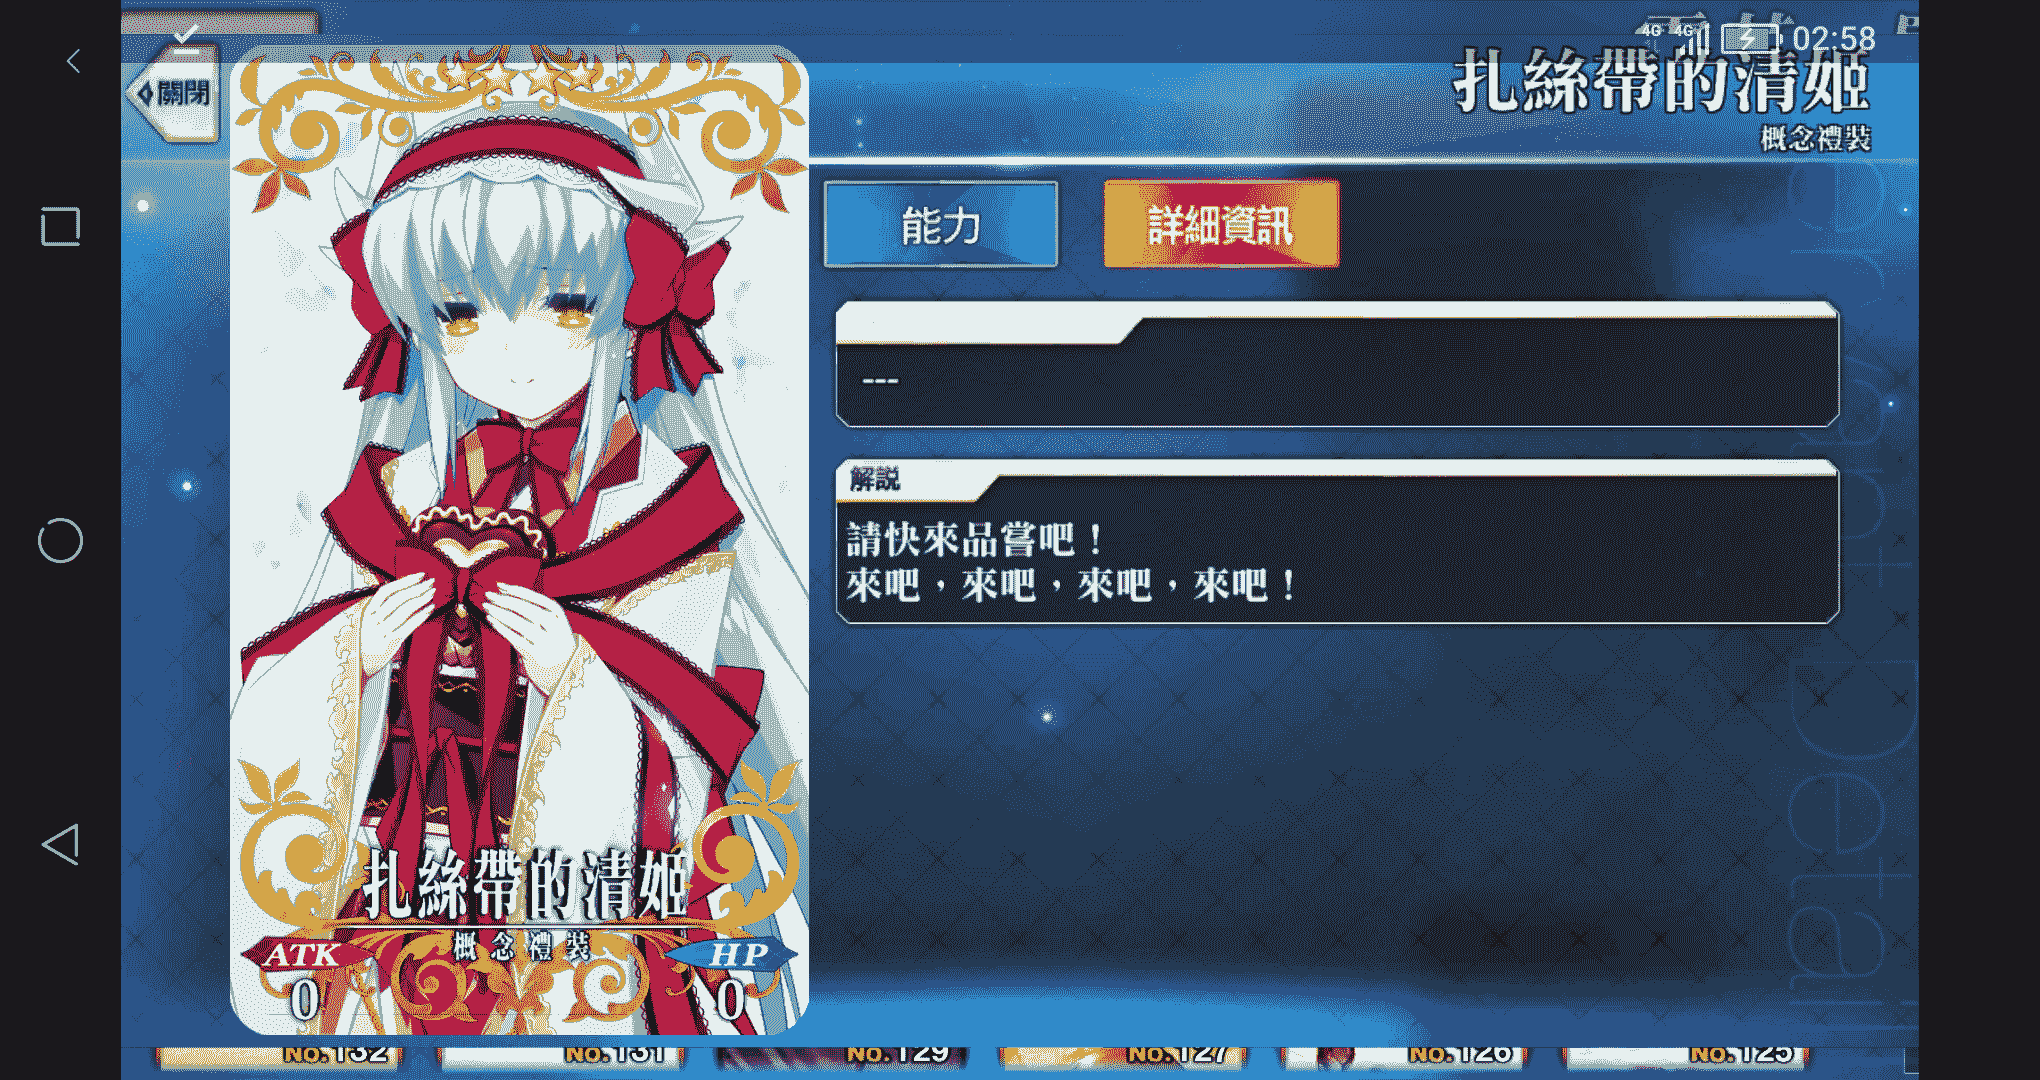 4G 4G 02:58
關閉
扎絲帶的清姬
概念禮裝
能力
詳細資訊
---
解説
請快來品嘗吧！
來吧，來吧，來吧，來吧！
扎絲帶的清姬
概念禮裝
ATK
HP
0
0
No.132
No.131
No.129
No.127
No.126
No.125